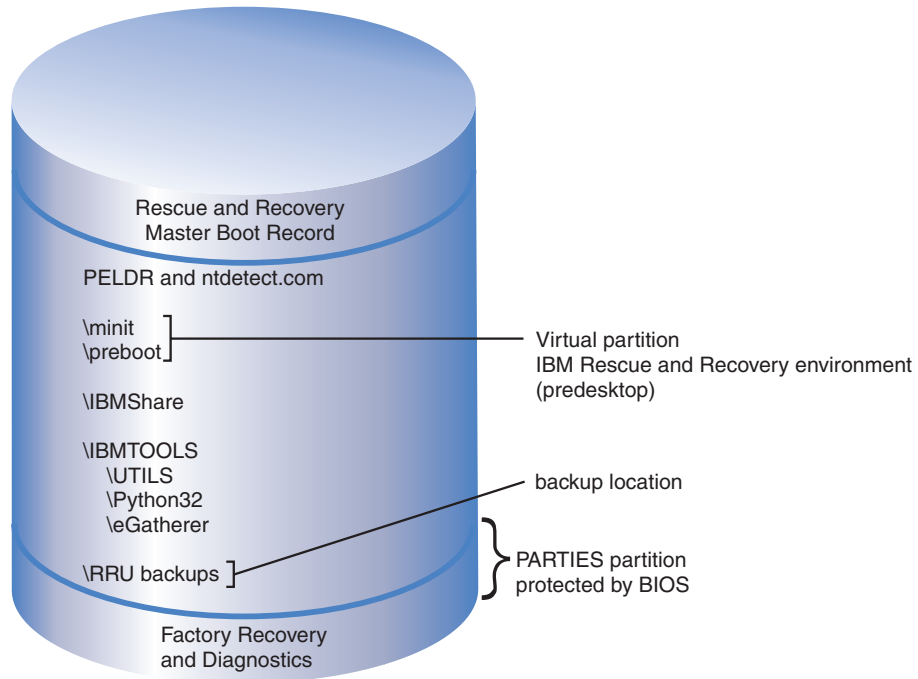 Rescue and Recovery
Master Boot Record
PELDR and ntdetect.com
\minit
\preboot
Virtual partition
IBM Rescue and Recovery environment
(predesktop)
\IBMShare
\IBMTOOLS
\UTILS
\Python32
\eGatherer
backup location
\RRU backups
PARTIES partition
protected by BIOS
Factory Recovery
and Diagnostics